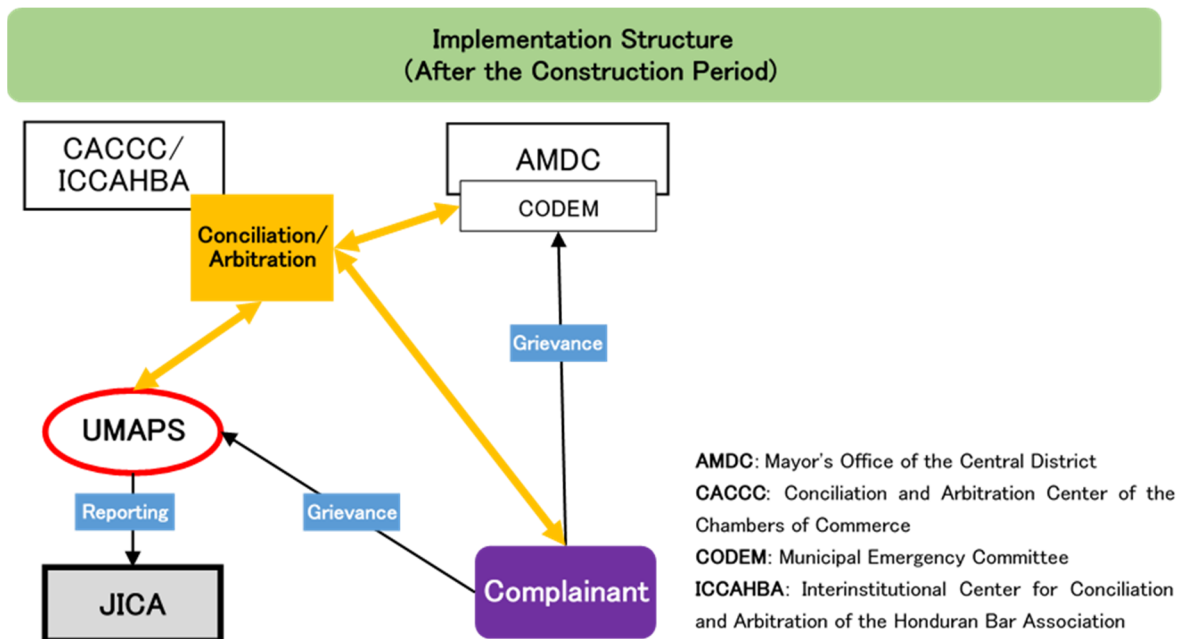 Implementation Structure
(After the Construction Period)
CACCC/
ICCAHBA
AMDC
CODEM
Conciliation/
Arbitration
Grievance
UMAPS
Reporting
Grievance
JICA
Complainant
AMDC: Mayor's Office of the Central District
CACCC: Conciliation and Arbitration Center of the
Chambers of Commerce
CODEM: Municipal Emergency Committee
ICCAHBA: Interinstitutional Center for Conciliation
and Arbitration of the Honduran Bar Association